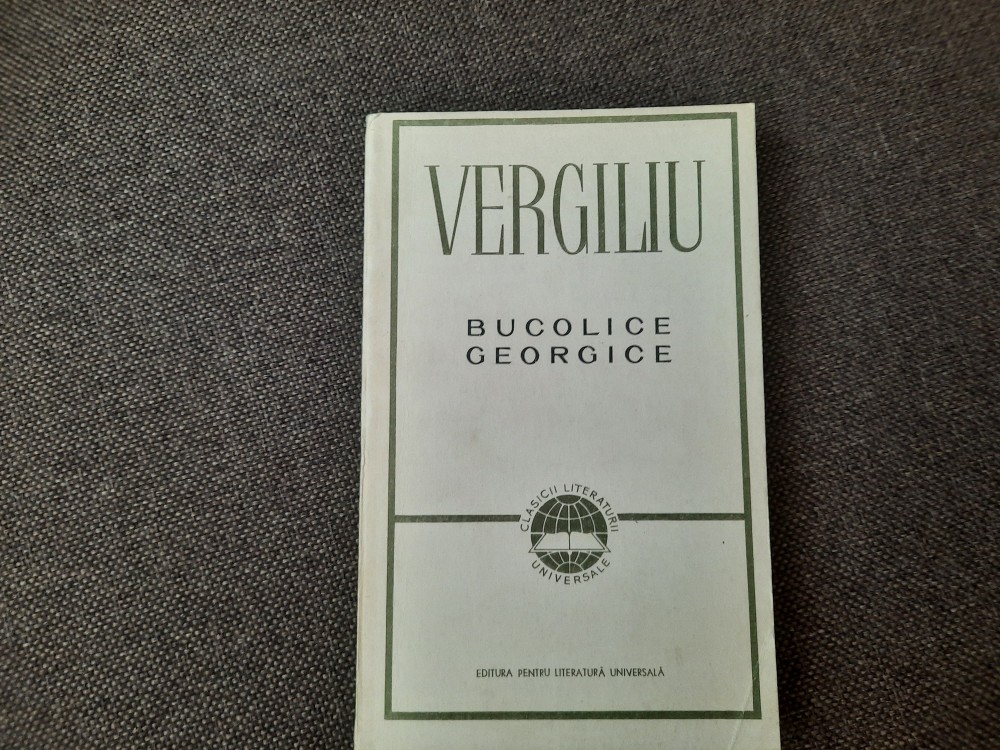 VERGILIU
BUCOLICE
GEORGICE
CLASICII LITERATURII
UNIVERSALE
EDITURA PENTRU LITERATURĂ UNIVERSALĂ